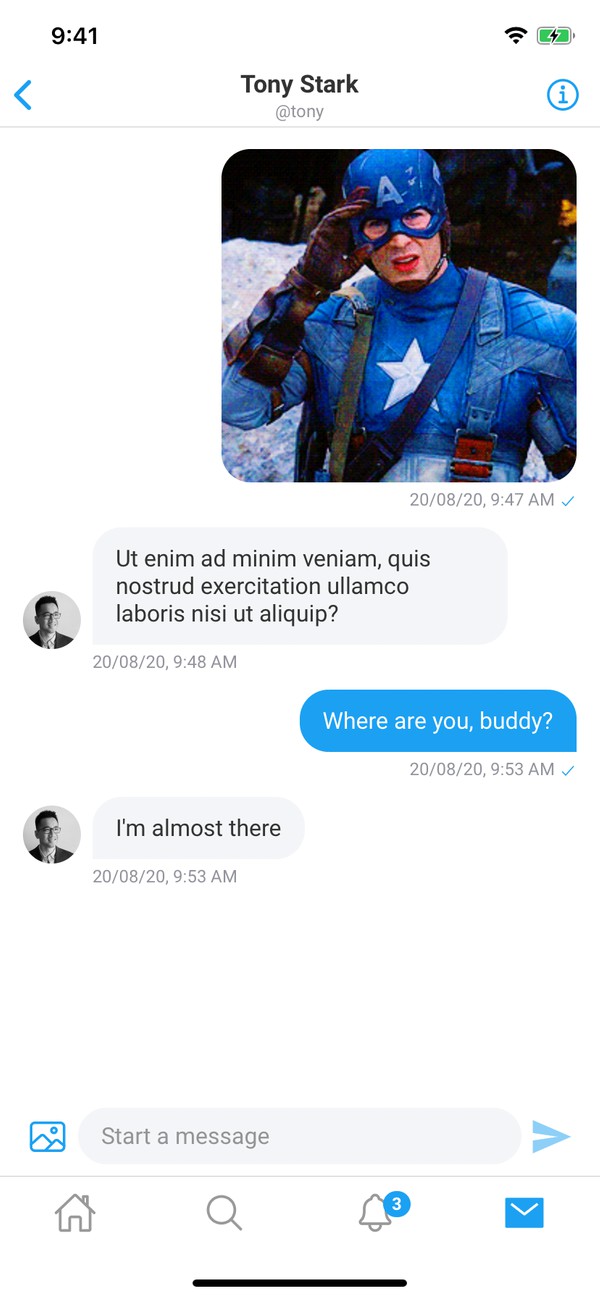 9:41
Tony Stark
@tony
A
20/08/20, 9:47 AM
Ut enim ad minim veniam, quis
nostrud exercitation ullamco
laboris nisi ut aliquip?
20/08/20, 9:48 AM
Where are you, buddy?
20/08/20, 9:53 AM
I'm almost there
20/08/20, 9:53 AM
Start a message
3